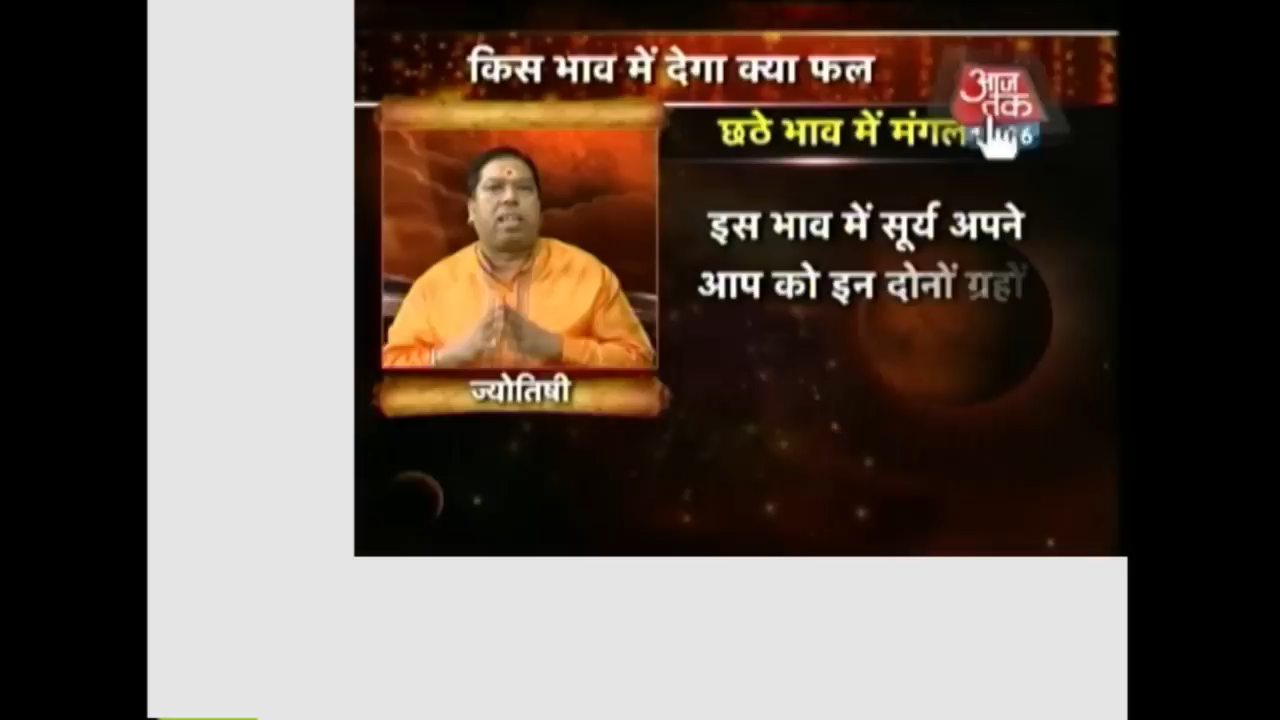 किस भाव में देगा क्या फल
आज
तक
छठे भाव में मंगल
इस भाव में सूर्य अपने
आप को इन दोनों ग्रहों
ज्योतिषी